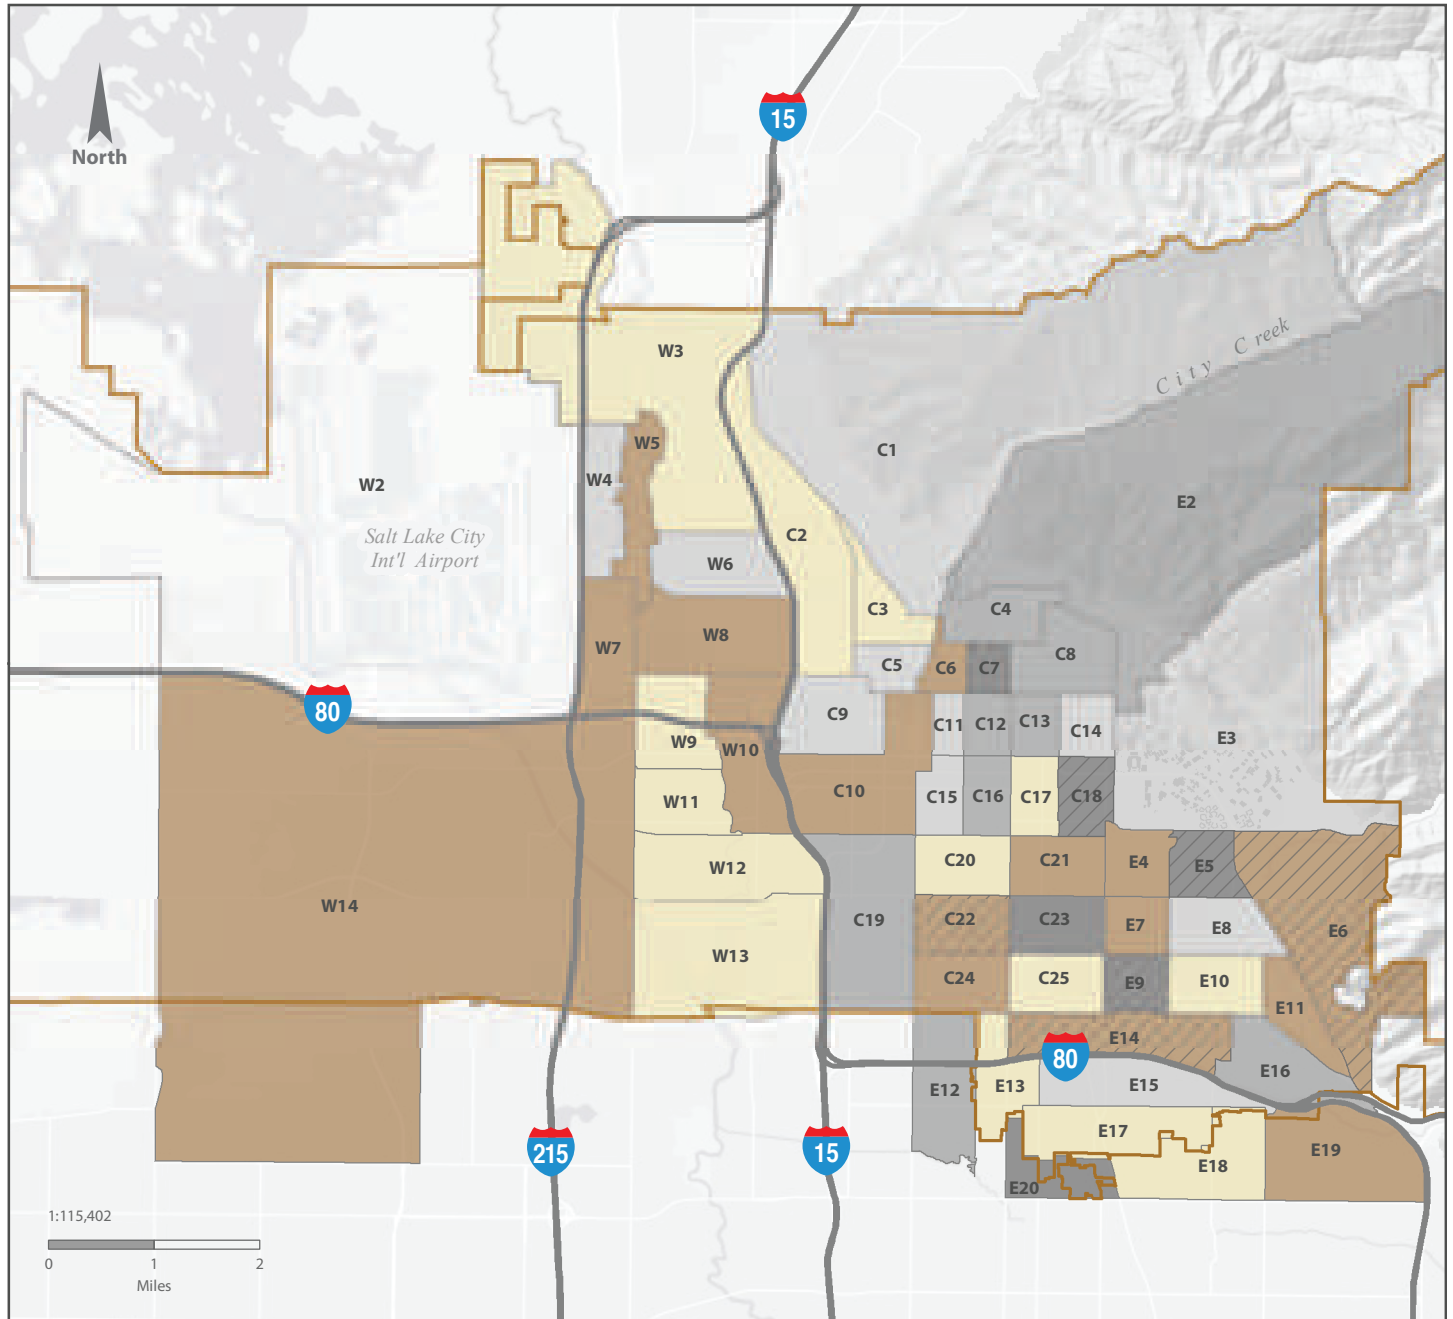 15
North
W3
City Creek
C1
W5
W4
W2
E2
Salt Lake City
Int'l Airport
C2
W6
C3
C4
W8
W7
C8
C5
C6
C7
80
C9
C11
C12
C13
C14
E3
W9
W10
W11
C10
C15
C16
C17
C18
W12
C20
C21
E4
E5
W14
C19
C22
C23
E7
E8
E6
W13
C24
C25
E9
E10
E11
E14
80
E12
E13
E15
E16
E17
215
15
E18
E19
E20
1:115,402
0 1 2
Miles